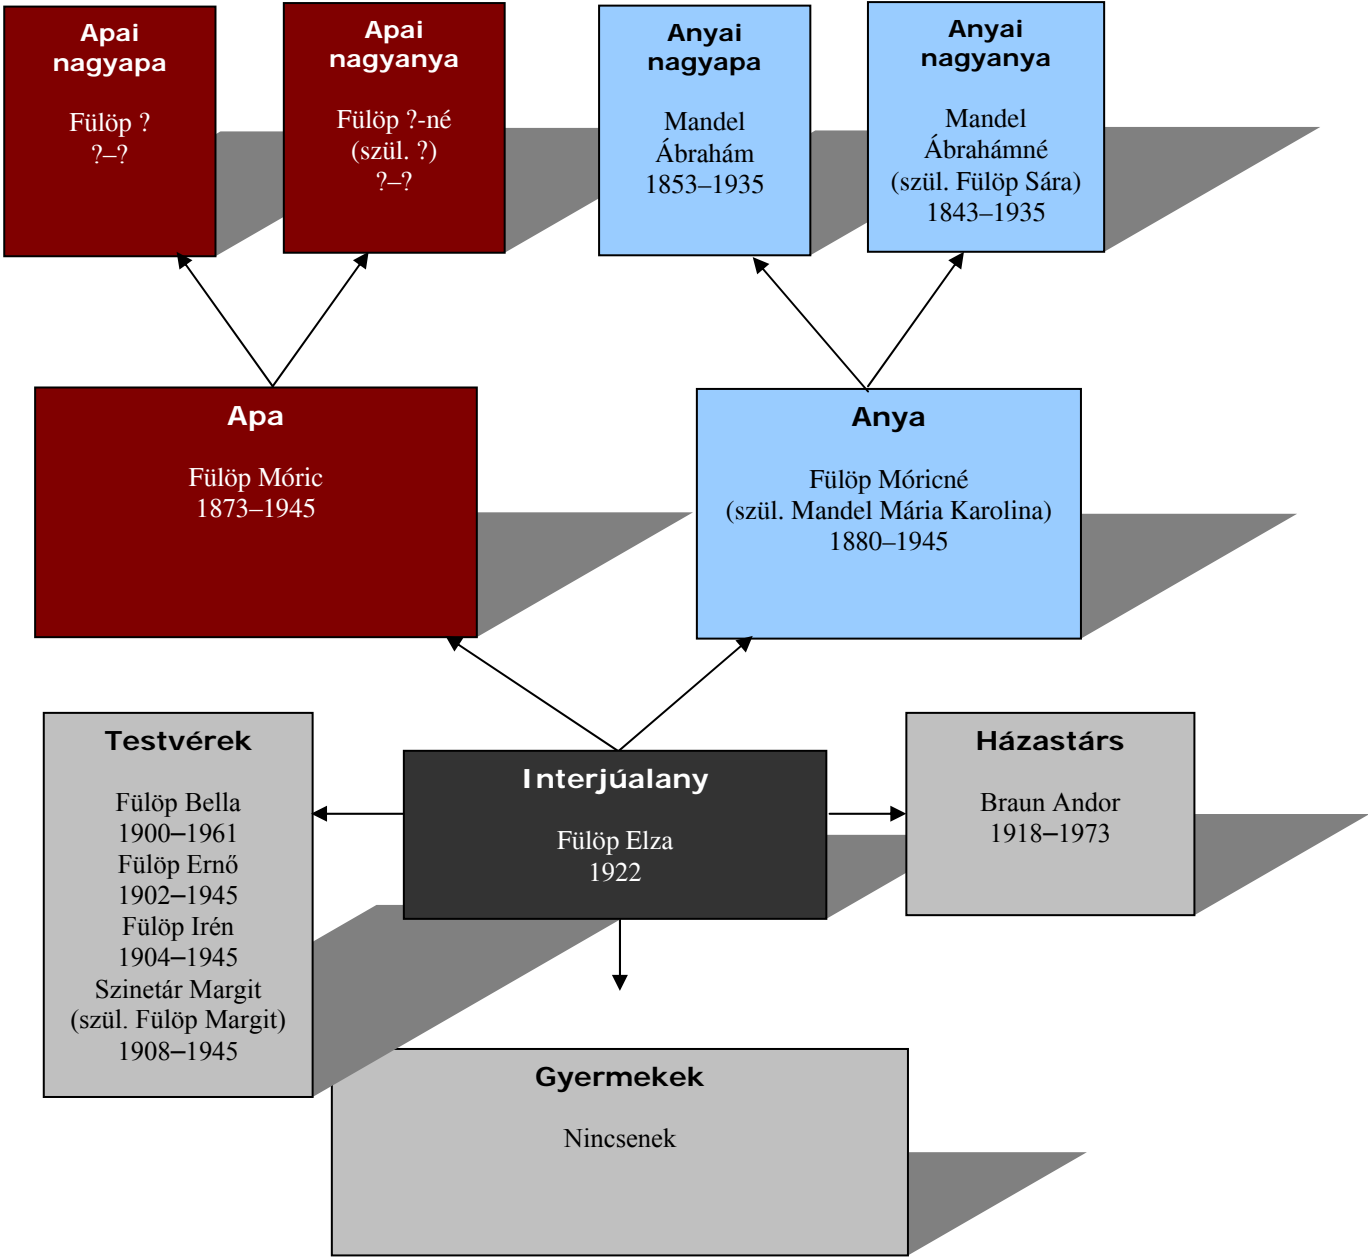 Apai
nagyapa
Fülöp ?
?–?
Apai
nagyanya
Fülöp ?-né
(szül. ?)
?–?
Anyai
nagyapa
Mandel
Ábrahám
1853–1935
Anyai
nagyanya
Mandel
Ábrahámné
(szül. Fülöp Sára)
1843–1935
Apa
Fülöp Móric
1873–1945
Anya
Fülöp Móricné
(szül. Mandel Mária Karolina)
1880–1945
Testvérek
Fülöp Bella
1900–1961
Fülöp Ernő
1902–1945
Fülöp Irén
1904–1945
Szinetár Margit
(szül. Fülöp Margit)
1908–1945
Interjúalany
Fülöp Elza
1922
Házastárs
Braun Andor
1918–1973
Gyermekek
Nincsenek